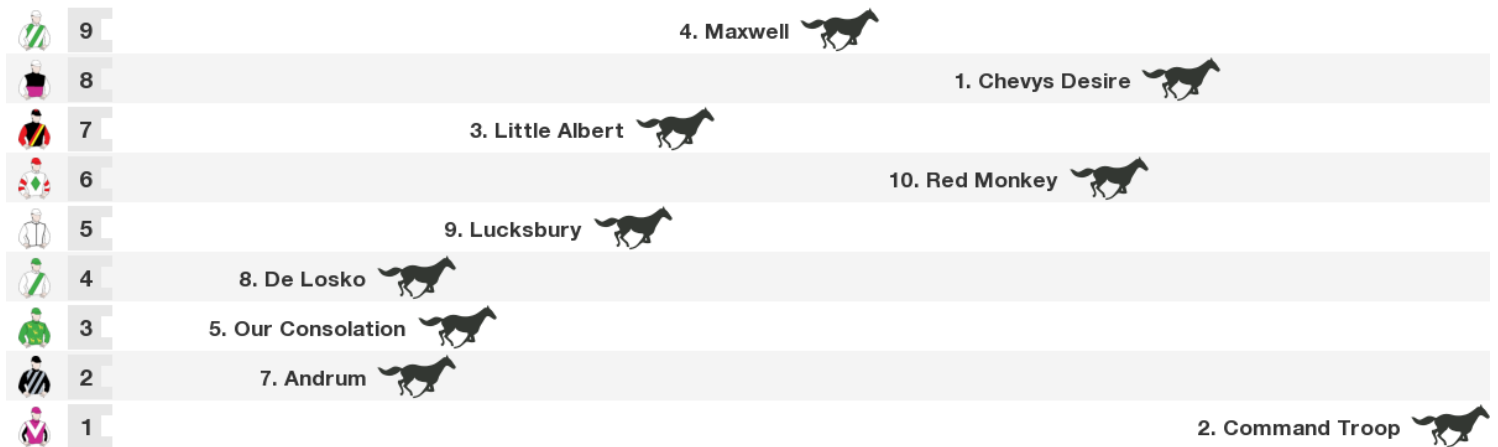 9 4. Maxwell
8 1. Chevys Desire
7 3. Little Albert
6 10. Red Monkey
5 9. Lucksbury
4 8. De Losko
3 5. Our Consolation
2 7. Andrum
1 2. Command Troop